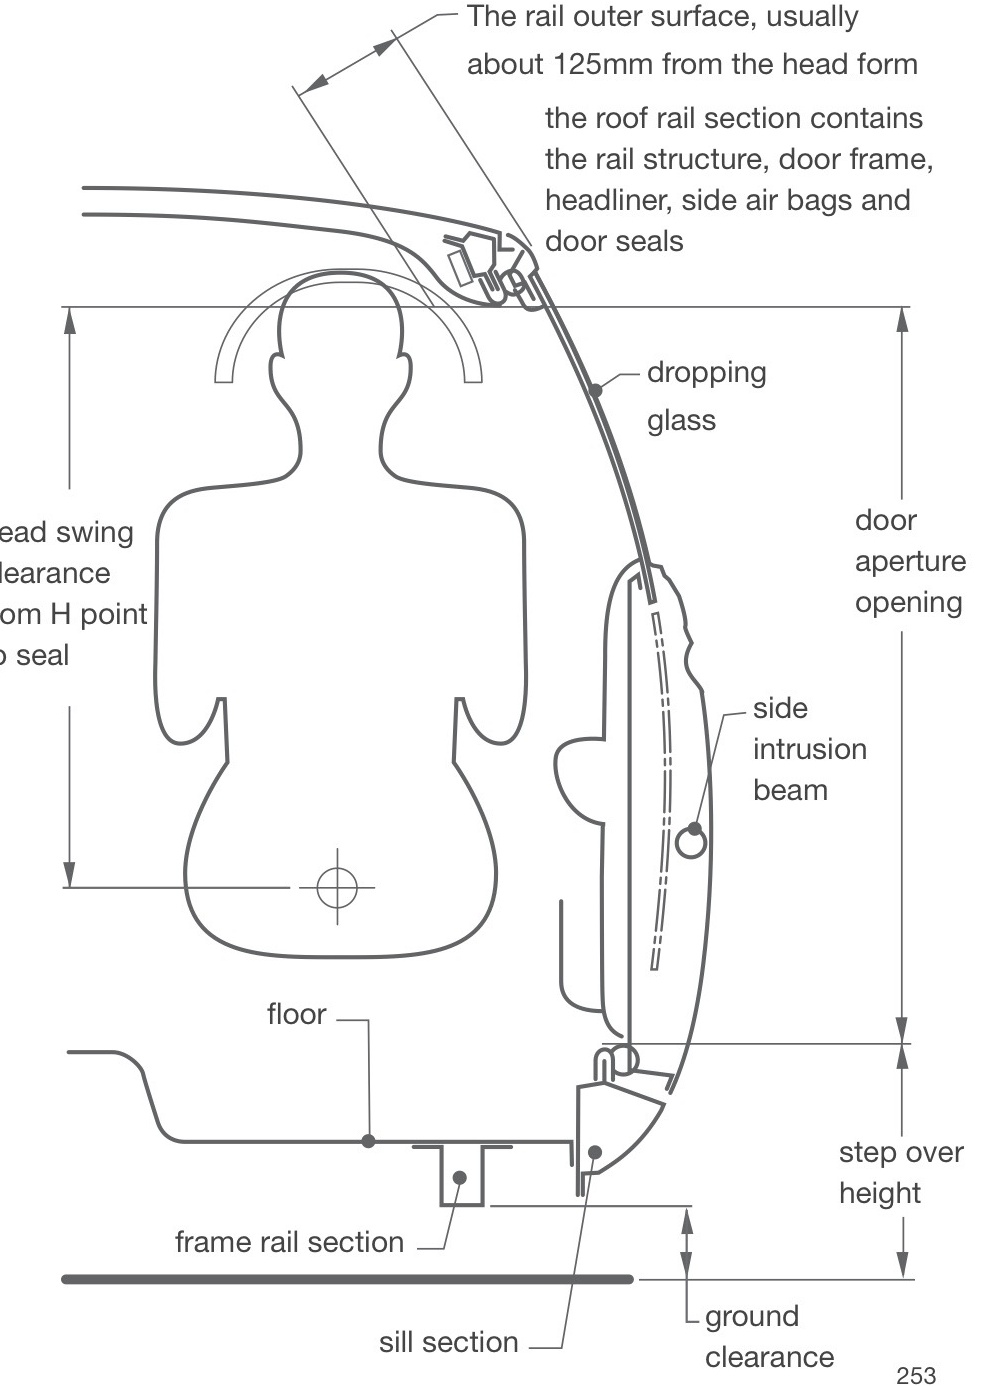 The rail outer surface, usually
about 125mm from the head form
the roof rail section contains
the rail structure, door frame,
headliner, side air bags and
door seals
dropping
glass
ead swing
learance
om H point
o seal
door
aperture
opening
side
intrusion
beam
floor
step over
height
frame rail section
ground
clearance
sill section
253